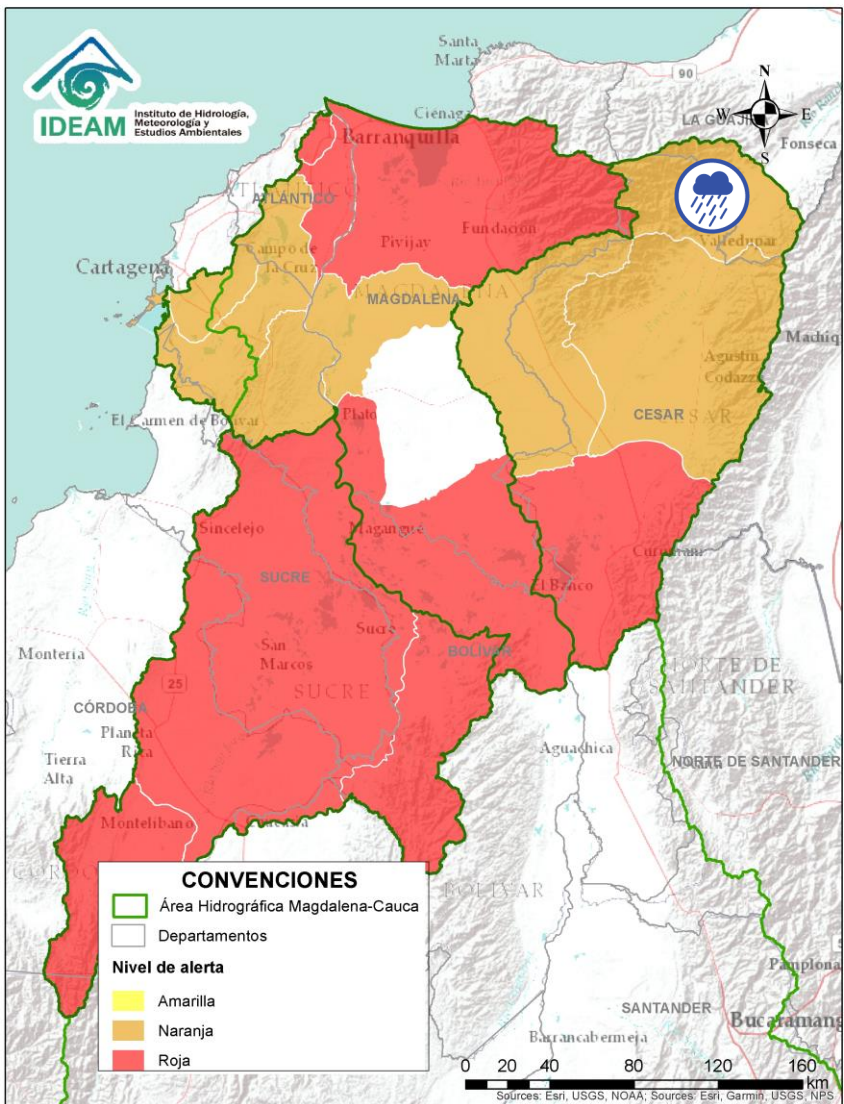 IDEAM
Instituto de Hidrología,
Meteorología y
Estudios Ambientales
Santa
Marta
90
N
W
E
S
LA GUAJIRA
Ciénaga
Fonseca
Barranquilla
ATLÁNTICO
Pivijay
Fundación
Valledupar
Campo de
la Cruz
Cartagena
MAGDALENA
Machiq
Agustín
Codazzi
El Carmen de Bolívar
Plato
CESAR
CESAR
Sincelejo
Magangué
Curumaní
SUCRE
El Banco
San
Marcos
Sucre
BOLÍVAR
Montería
25
SUCRE
NORTE DE
SANTANDER
CÓRDOBA
Planeta
Rica
Tierra
Alta
Aguachica
NORTE DE SANTANDER
Montelíbano
Caucasia
BOLÍVAR
CONVENCIONES
Área Hidrográfica Magdalena-Cauca
Departamentos
Nivel de alerta
Amarilla
Naranja
Roja
Pamplona
SANTANDER
Bucaramang
Barrancabermeja
0 20 40 80 120 160
km
Sources: Esri, USGS, NOAA; Sources: Esri, Garmin, USGS, NPS